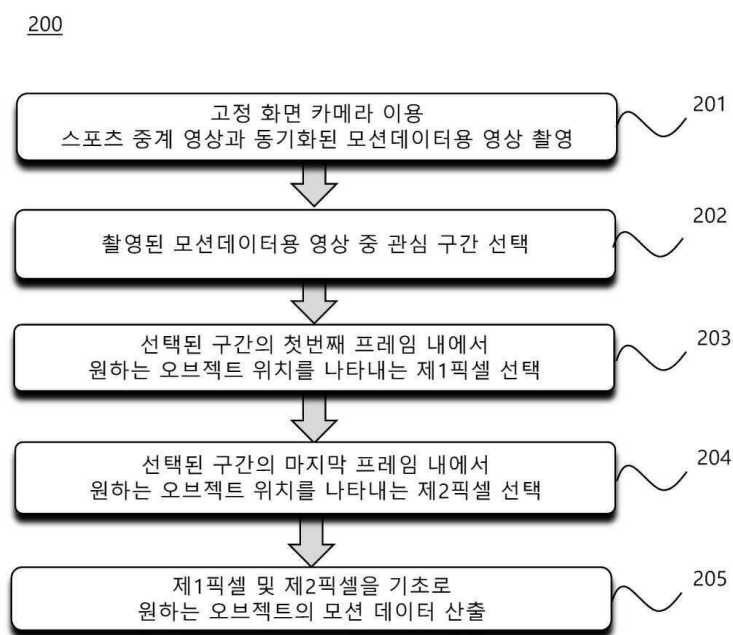 200
고정 화면 카메라 이용
스포츠 중계 영상과 동기화된 모션데이터용 영상 촬영
201
촬영된 모션데이터용 영상 중 관심 구간 선택
202
선택된 구간의 첫번째 프레임 내에서
원하는 오브젝트 위치를 나타내는 제1픽셀 선택
203
선택된 구간의 마지막 프레임 내에서
원하는 오브젝트 위치를 나타내는 제2픽셀 선택
204
제1픽셀 및 제2픽셀을 기초로
원하는 오브젝트의 모션 데이터 산출
205